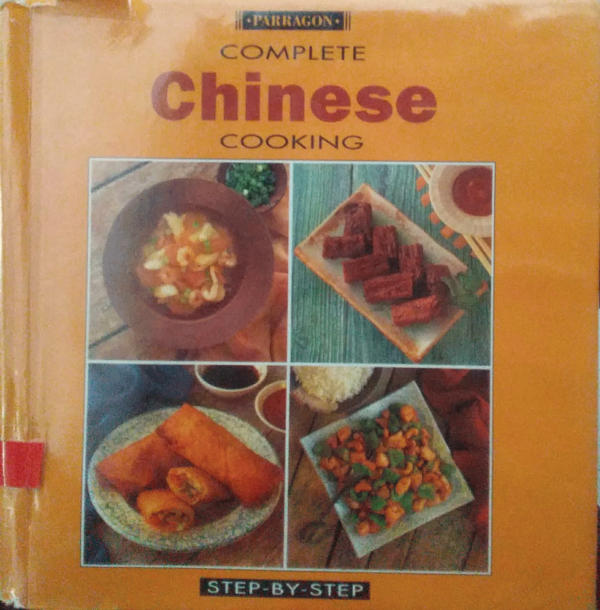 •PARRAGON•
COMPLETE
Chinese
COOKING
STEP-BY-STEP